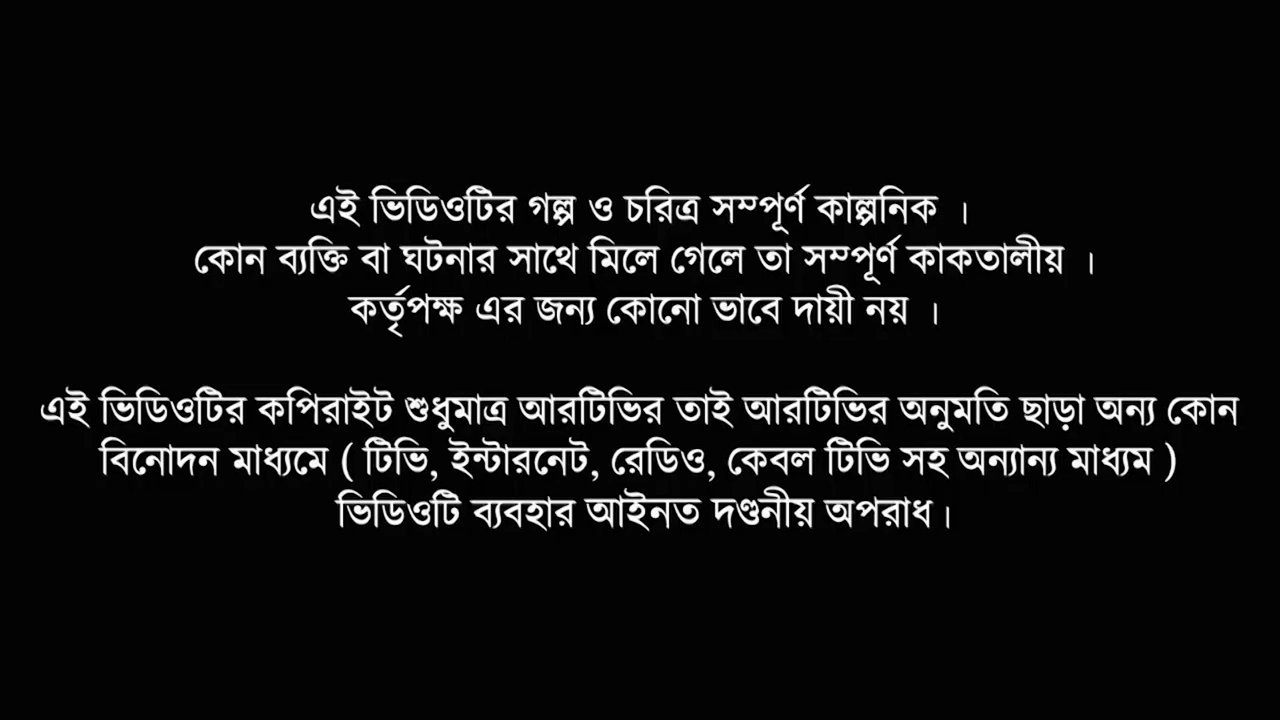 এই ভিডিওটির গল্প ও চরিত্র সম্পূর্ণ কাল্পনিক ।
কোন ব্যক্তি বা ঘটনার সাথে মিলে গেলে তা সম্পূর্ণ কাকতালীয় ।
কর্তৃপক্ষ এর জন্য কোনো ভাবে দায়ী নয় ।
এই ভিডিওটির কপিরাইট শুধুমাত্র আরটিভির তাই আরটিভির অনুমতি ছাড়া অন্য কোন
বিনোদন মাধ্যমে ( টিভি, ইন্টারনেট, রেডিও, কেবল টিভি সহ অন্যান্য মাধ্যম )
ভিডিওটি ব্যবহার আইনত দণ্ডনীয় অপরাধ।